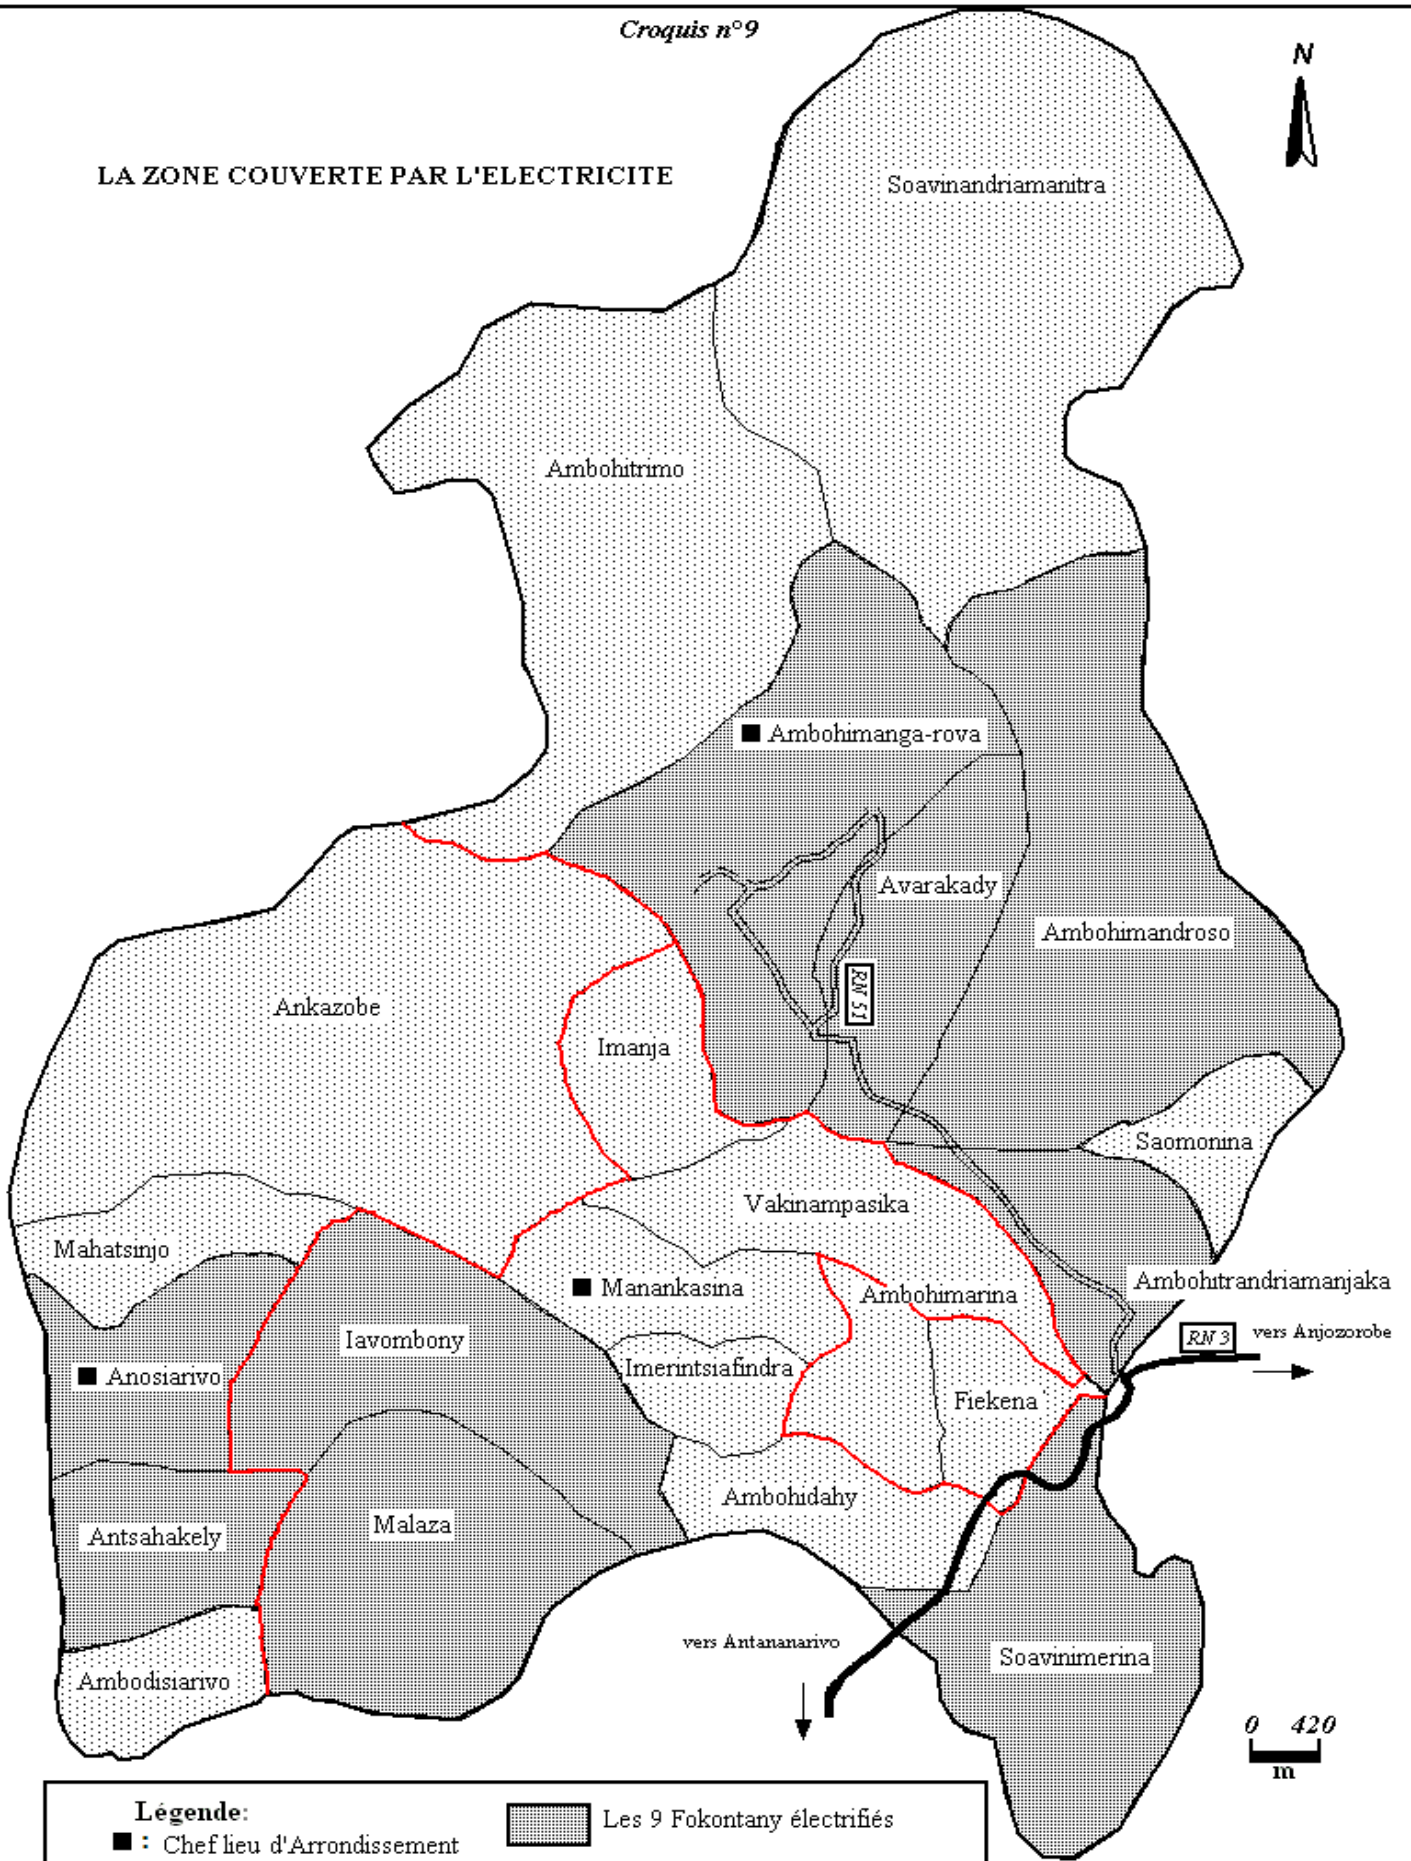 Croquis n°9
N
LA ZONE COUVERTE PAR L'ELECTRICITE
Soavinandriamanitra
Ambohitrimo
■ Ambohimanga-rova
Avarakady
Ambohimandroso
RN 51
Ankazobe
Imanja
Saomonina
Vakinampasika
Mahatsinjo
■ Manankasina
Ambohimarina
Ambohitrandriamanjaka
Iavombony
RN 3
vers Anjozorobe
■ Anosiarivo
Imerintsiafindra
Fiekena
Ambohidahy
Antsahakely
Malaza
vers Antananarivo
Soavinimerina
Ambodisiarivo
0 420
m
Légende:
Les 9 Fokontany électrifiés
■ : Chef lieu d'Arrondissement